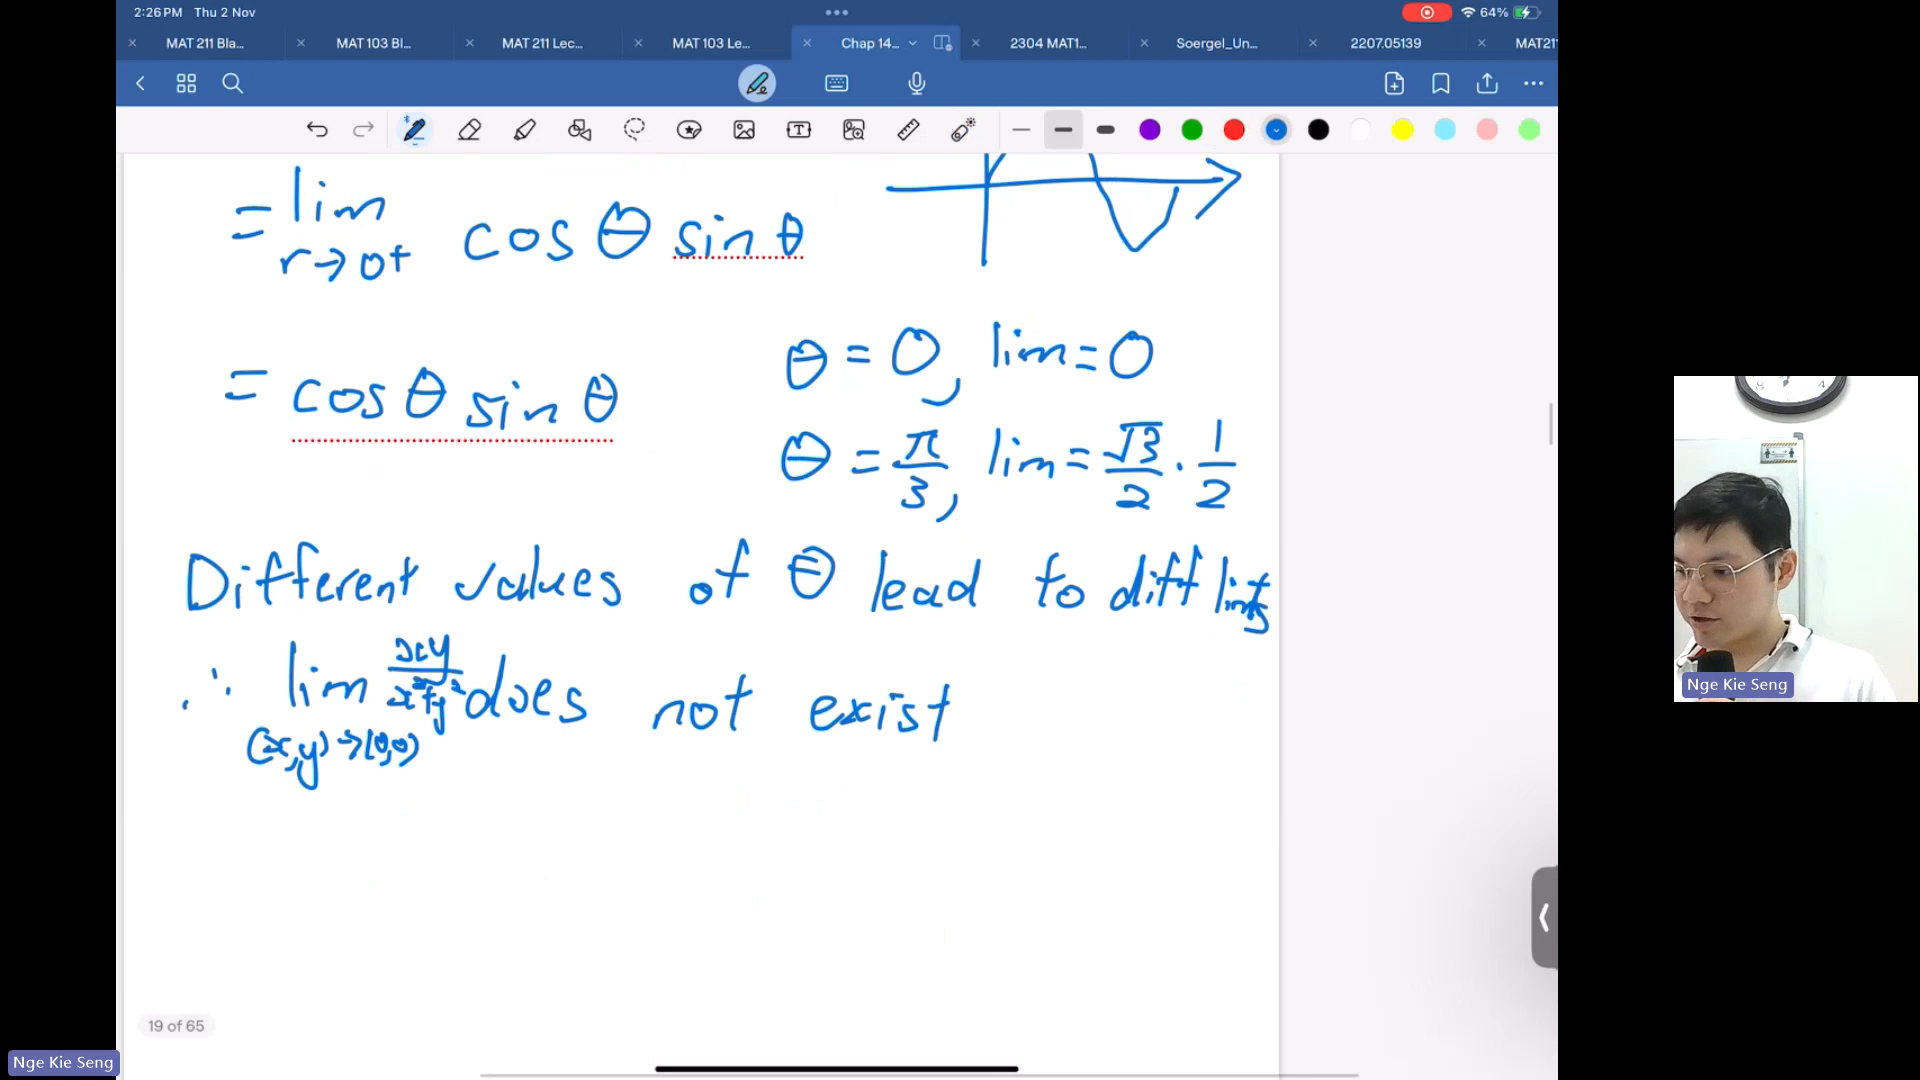 2:26 PM Thu 2 Nov
64%
MAT 211 Bla...
MAT 103 Bl...
MAT 211 Lec...
MAT 103 Le...
Chap 14...
2304 MAT1...
Soergel_Un...
2207.05139
MAT21
= lim r→0+ cos θ sin θ
= cos θ sin θ
θ = 0, lim = 0
θ = π/3, lim = √3/2 · 1/2
Different values of θ lead to diff limits
∴ lim (x,y)→(0,0) xy/x²+y² does not exist
19 of 65
Nge Kie Seng
Nge Kie Seng